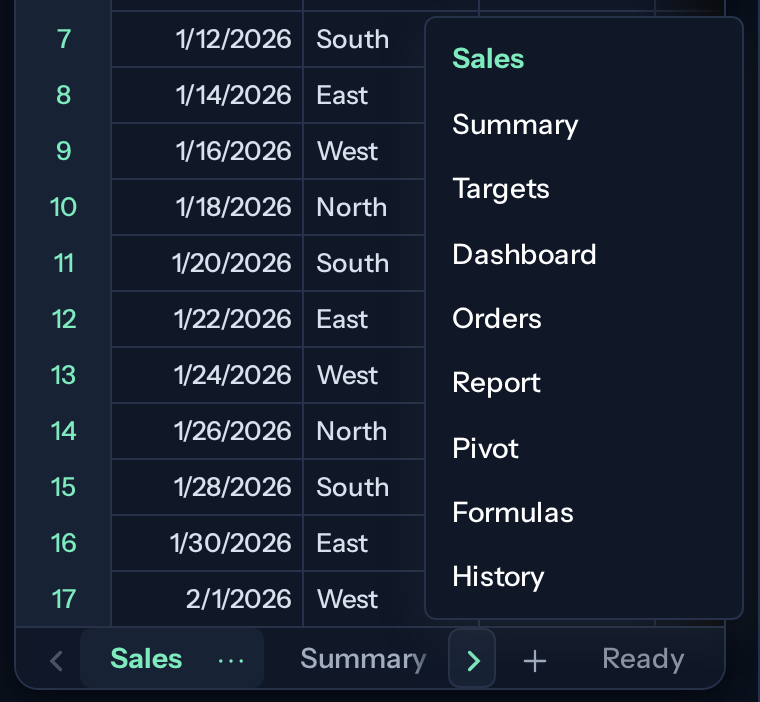 7 1/12/2026 South
8 1/14/2026 East
9 1/16/2026 West
10 1/18/2026 North
11 1/20/2026 South
12 1/22/2026 East
13 1/24/2026 West
14 1/26/2026 North
15 1/28/2026 South
16 1/30/2026 East
17 2/1/2026 West
Sales
Summary
Targets
Dashboard
Orders
Report
Pivot
Formulas
History
Sales ... Summary > + Ready